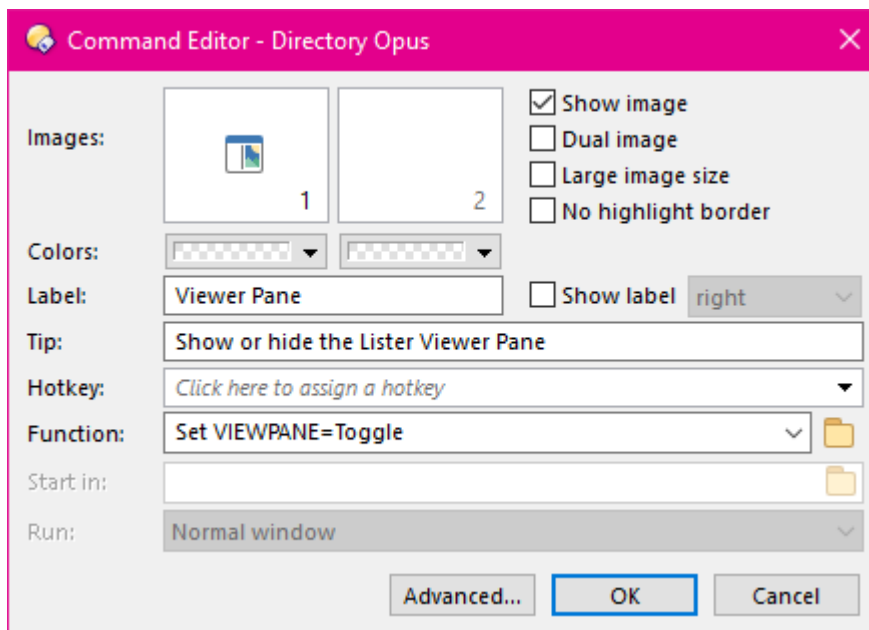 Command Editor - Directory Opus
Images:
1
2
Show image
Dual image
Large image size
No highlight border
Colors:
Label:
Viewer Pane
Show label
right
Tip:
Show or hide the Lister Viewer Pane
Hotkey:
Click here to assign a hotkey
Function:
Set VIEWPANE=Toggle
Start in:
Run:
Normal window
Advanced...
OK
Cancel